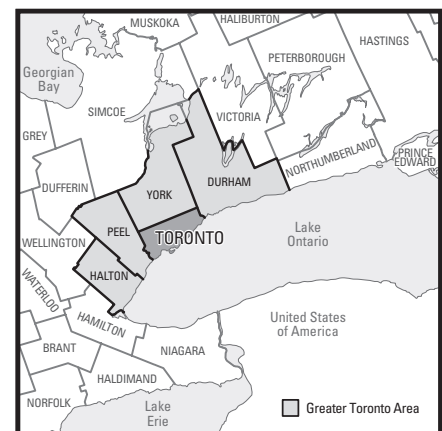 MUSKOKA
HALIBURTON
HASTINGS
Georgian
Bay
PETERBOROUGH
SIMCOE
VICTORIA
GREY
NORTHUMBERLAND
PRINCE
EDWARD
DUFFERIN
YORK
DURHAM
PEEL
TORONTO
WELLINGTON
Lake
Ontario
HALTON
WATERLOO
HAMILTON
United States
of America
BRANT
NIAGARA
HALDIMAND
NORFOLK
Lake
Erie
Greater Toronto Area